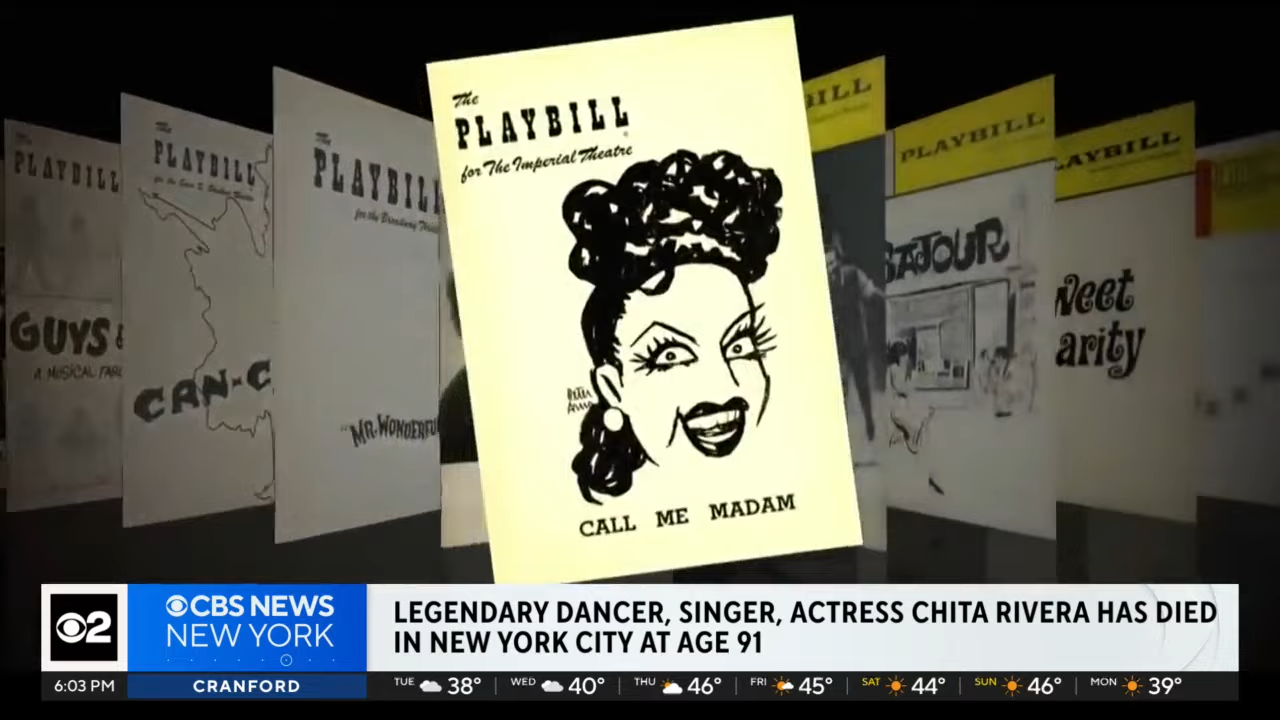 The
PLAYBILL
for The Imperial Theatre
CALL ME MADAM
The
PLAYBILL
GUYS &
A MUSICAL
The
PLAYBILL
CAN-C
The
PLAYBILL
for the Broadway
MR. WONDERFU
BILL
PLAYBILL
BAJOUR
PLAYBILL
weet
arity
2
CBS NEWS
NEW YORK
LEGENDARY DANCER, SINGER, ACTRESS CHITA RIVERA HAS DIED
IN NEW YORK CITY AT AGE 91
6:03 PM
CRANFORD
TUE 38° WED 40° THU 46° FRI 45° SAT 44° SUN 46° MON 39°